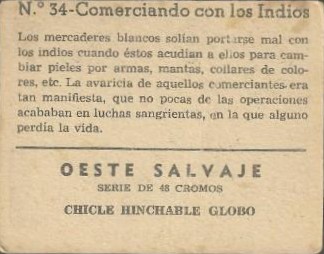 N.º 34-Comerciando con los Indios
Los mercaderes blancos solían portarse mal con
los indios cuando éstos acudian a ellos para cam-
biar pieles por armas, mantas, collares de colo-
res, etc. La avaricia de aquellos comerciantes era
tan manifiesta, que no pocas de las operaciones
acababan en luchas sangrientas, en la que alguno
perdía la vida.
OESTE SALVAJE
SERIE DE 48 CROMOS
CHICLE HINCHABLE GLOBO